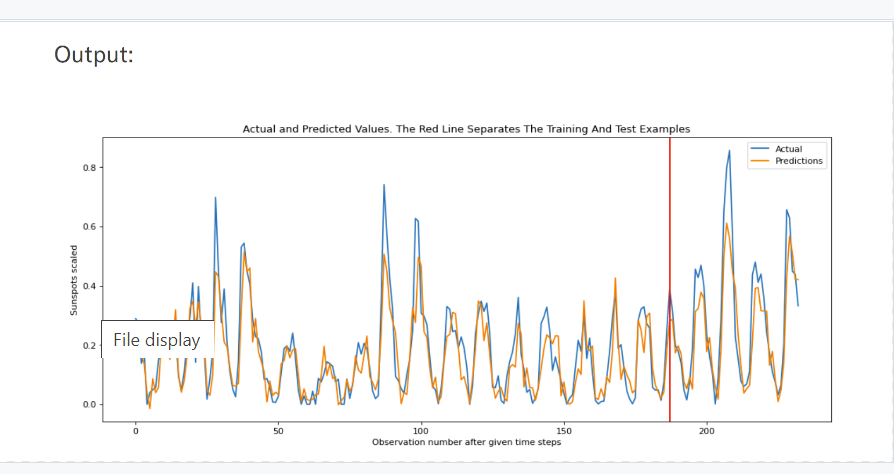 Output:
Actual and Predicted Values. The Red Line Separates The Training And Test Examples
Actual
Predictions
Sunspots scaled
0.8
0.6
0.4
0.2
0.0
File display
0 50 100 150 200
Observation number after given time steps